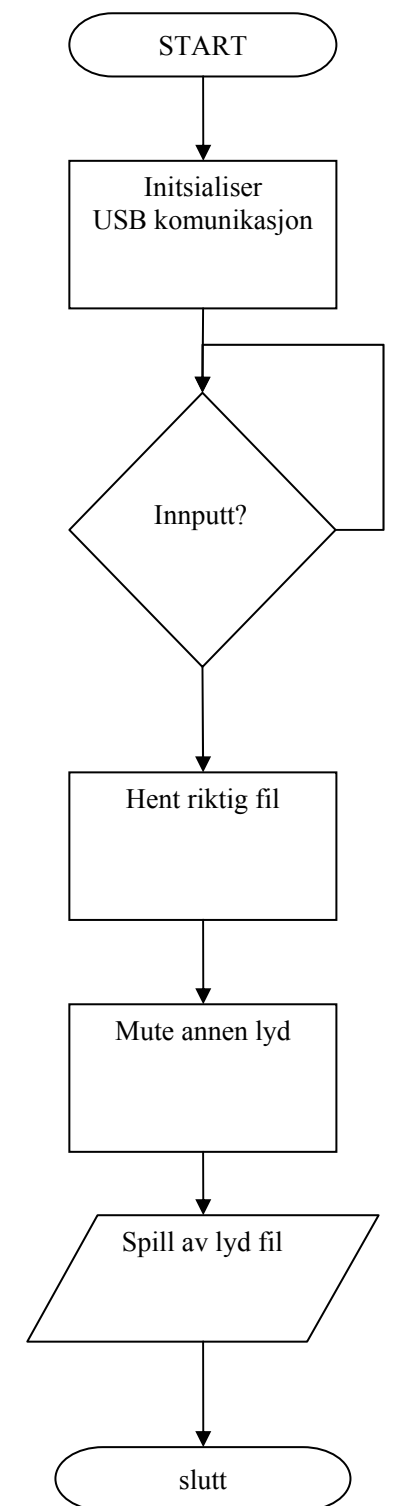 START
Initsialiser
USB komunikasjon
Innputt?
Hent riktig fil
Mute annen lyd
Spill av lyd fil
slutt